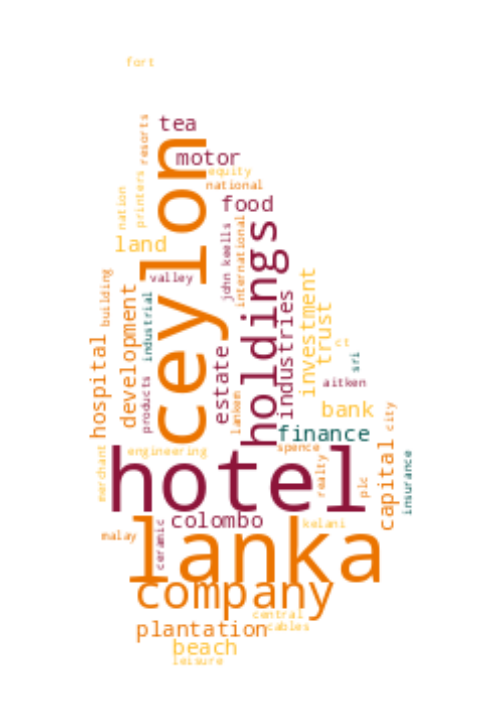 fort
tea
resorts
motor
equity
national
nation
printers
food
ceylon
land
international
john keells
holdings
valley
building
industrial
development
investment
industries
trust
ct
sri
hospital
estate
products
aitken
lankem
bank
city
finance
engineering
spence
merchant
hotel
realty
plc
capital
insurance
colombo
kelani
lanka
malay
ceramic
company
central
cables
plantation
beach
leisure